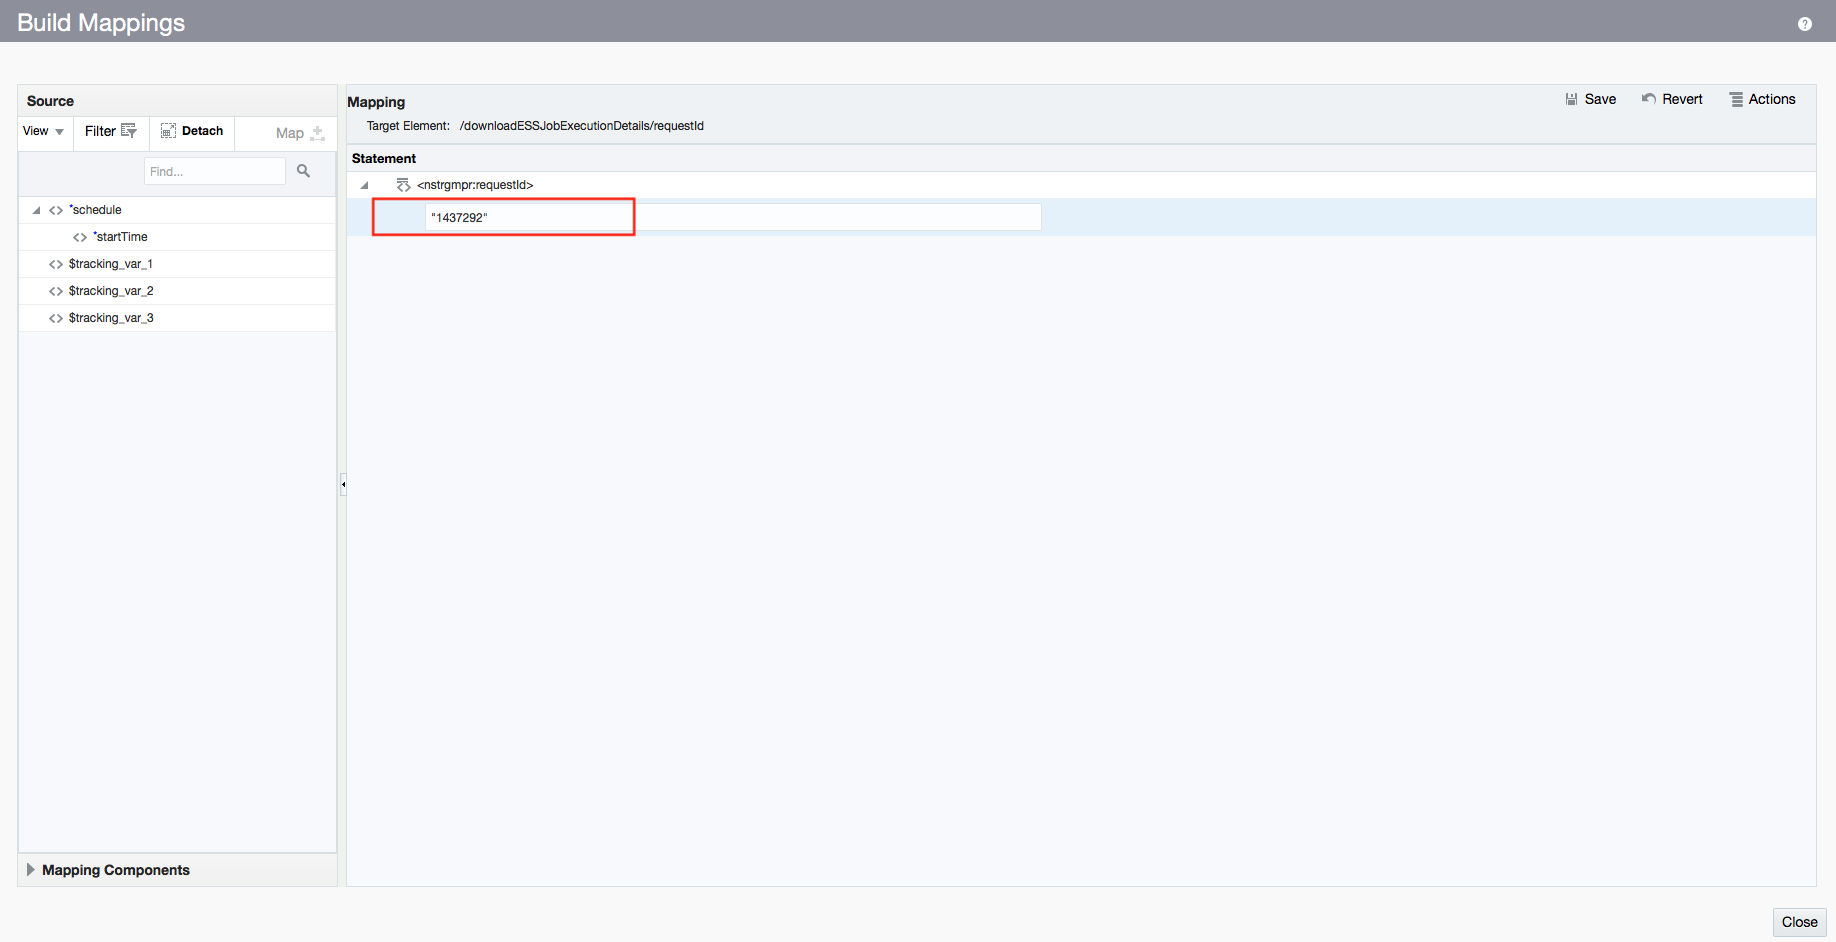 Build Mappings
?
Source
View
Filter
Detach
Map
Find...
*schedule
*startTime
$tracking_var_1
$tracking_var_2
$tracking_var_3
Mapping Components
Mapping
Save
Revert
Actions
Target Element: /downloadESSJobExecutionDetails/requestId
Statement
<nstrgmpr:requestId>
"1437292"
Close